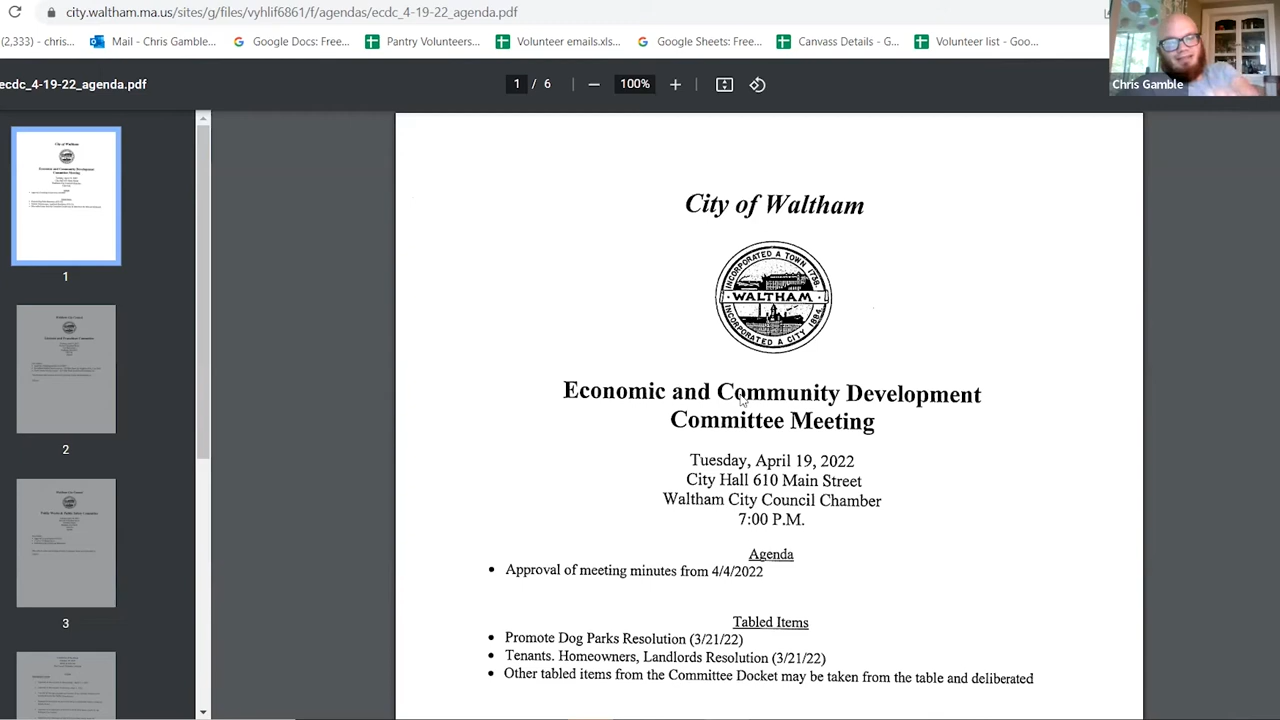 city.waltham.ma.us/sites/g/files/vyhlif6861/f/agendas/ecdc_4-19-22_agenda.pdf
(2,333) - chris...
Mail - Chris Gamble...
Google Docs: Free...
Pantry Volunteers...
Volunteer emails.xls...
Google Sheets: Free...
Canvass Details - G...
Volunteer list - Goo...
Chris Gamble
ecdc_4-19-22_agenda.pdf
1 / 6
100%
1
2
3
City of Waltham
INCORPORATED A TOWN 1738.
WALTHAM
INCORPORATED A CITY 1884.
Economic and Community Development
Committee Meeting
Tuesday, April 19, 2022
City Hall 610 Main Street
Waltham City Council Chamber
7:00 P.M.
Agenda
• Approval of meeting minutes from 4/4/2022
Tabled Items
• Promote Dog Parks Resolution (3/21/22)
• Tenants. Homeowners, Landlords Resolution (3/21/22)
• Other tabled items from the Committee Docket may be taken from the table and deliberated